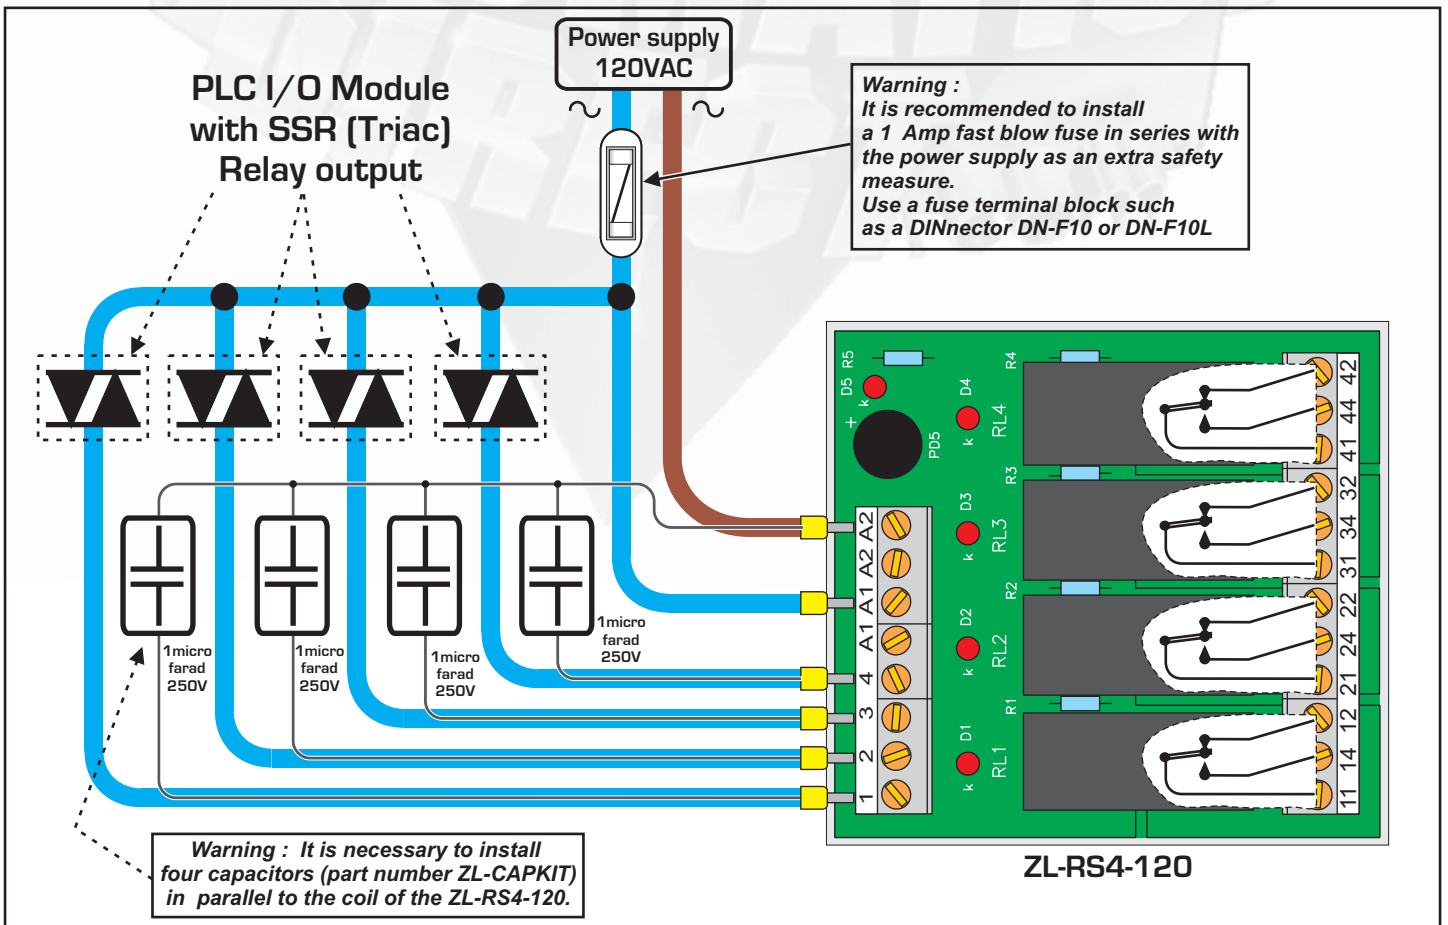 Power supply
120VAC
PLC I/O Module
with SSR (Triac)
Relay output
Warning :
It is recommended to install
a 1 Amp fast blow fuse in series with
the power supply as an extra safety
measure.
Use a fuse terminal block such
as a DINnector DN-F10 or DN-F10L
1micro
farad
250V
1micro
farad
250V
1micro
farad
250V
1micro
farad
250V
Warning : It is necessary to install
four capacitors (part number ZL-CAPKIT)
in parallel to the coil of the ZL-RS4-120.
A2
A2
A1
A1
4
3
2
1
R5
D5
k
+
PD5
D4
k
RL4
R4
D3
k
RL3
R3
D2
k
RL2
R2
D1
k
RL1
R1
42
44
41
32
34
31
22
24
21
12
14
11
ZL-RS4-120